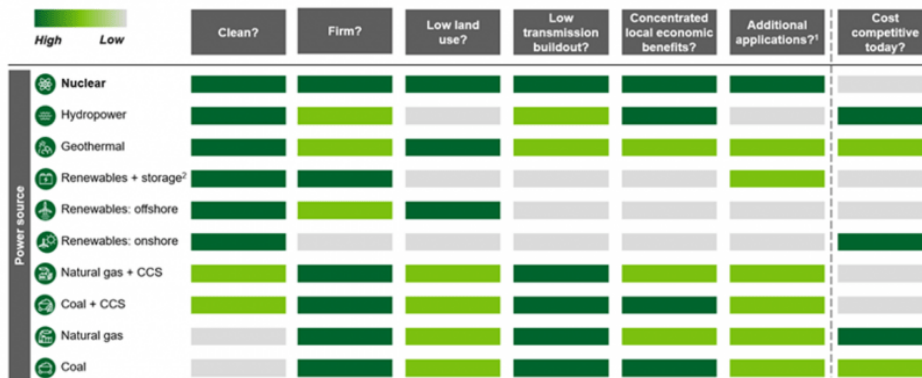 High Low
Clean?
Firm?
Low land
use?
Low
transmission
buildout?
Concentrated
local economic
benefits?
Additional
applications?1
Cost
competitive
today?
Power source
Nuclear
Hydropower
Geothermal
Renewables + storage2
Renewables: offshore
Renewables: onshore
Natural gas + CCS
Coal + CCS
Natural gas
Coal